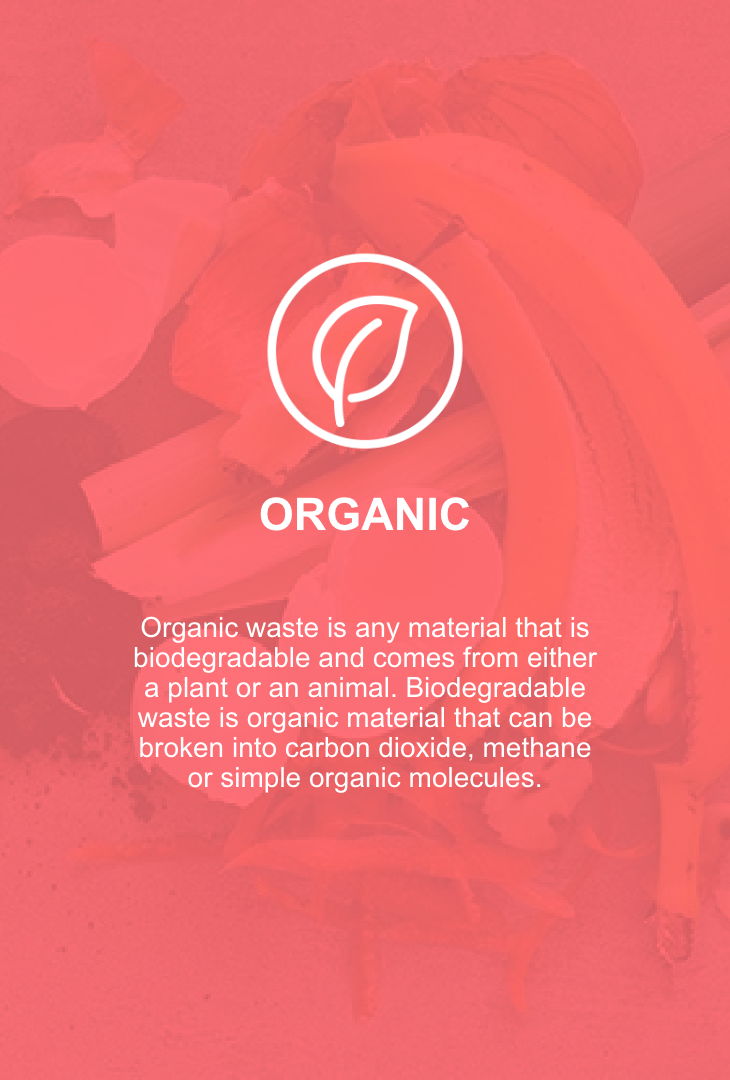 ORGANIC
Organic waste is any material that is
biodegradable and comes from either
a plant or an animal. Biodegradable
waste is organic material that can be
broken into carbon dioxide, methane
or simple organic molecules.